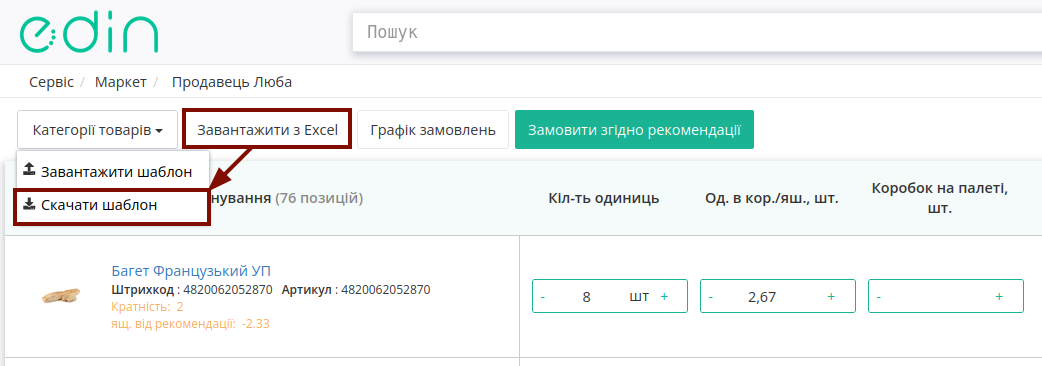 edin
Пошук
Сервіс / Маркет / Продавець Люба
Категорії товарів Завантажити з Excel Графік замовлень Замовити згідно рекомендації
Завантажити шаблон
Скачати шаблон
нування (76 позицій) Кіл-ть одиниць Од. в кор./яш., шт. Коробок на палеті,
шт.
Багет Французький УП
Штрихкод : 4820062052870 Артикул : 4820062052870
Кратність: 2
ящ. від рекомендації: -2.33
- 8 шт + - 2,67 + - +